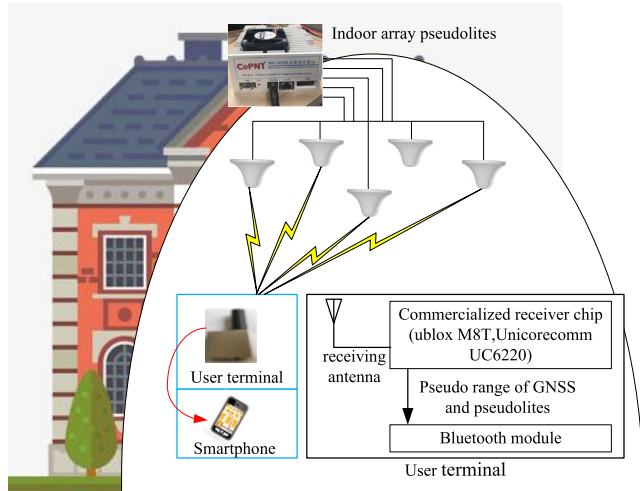 Indoor array pseudolites
CoPNT
Commercialized receiver chip
(ublox M8T,Unicorecomm
UC6220)
receiving
antenna
User terminal
Pseudo range of GNSS
and pseudolites
Smartphone
Bluetooth module
User terminal